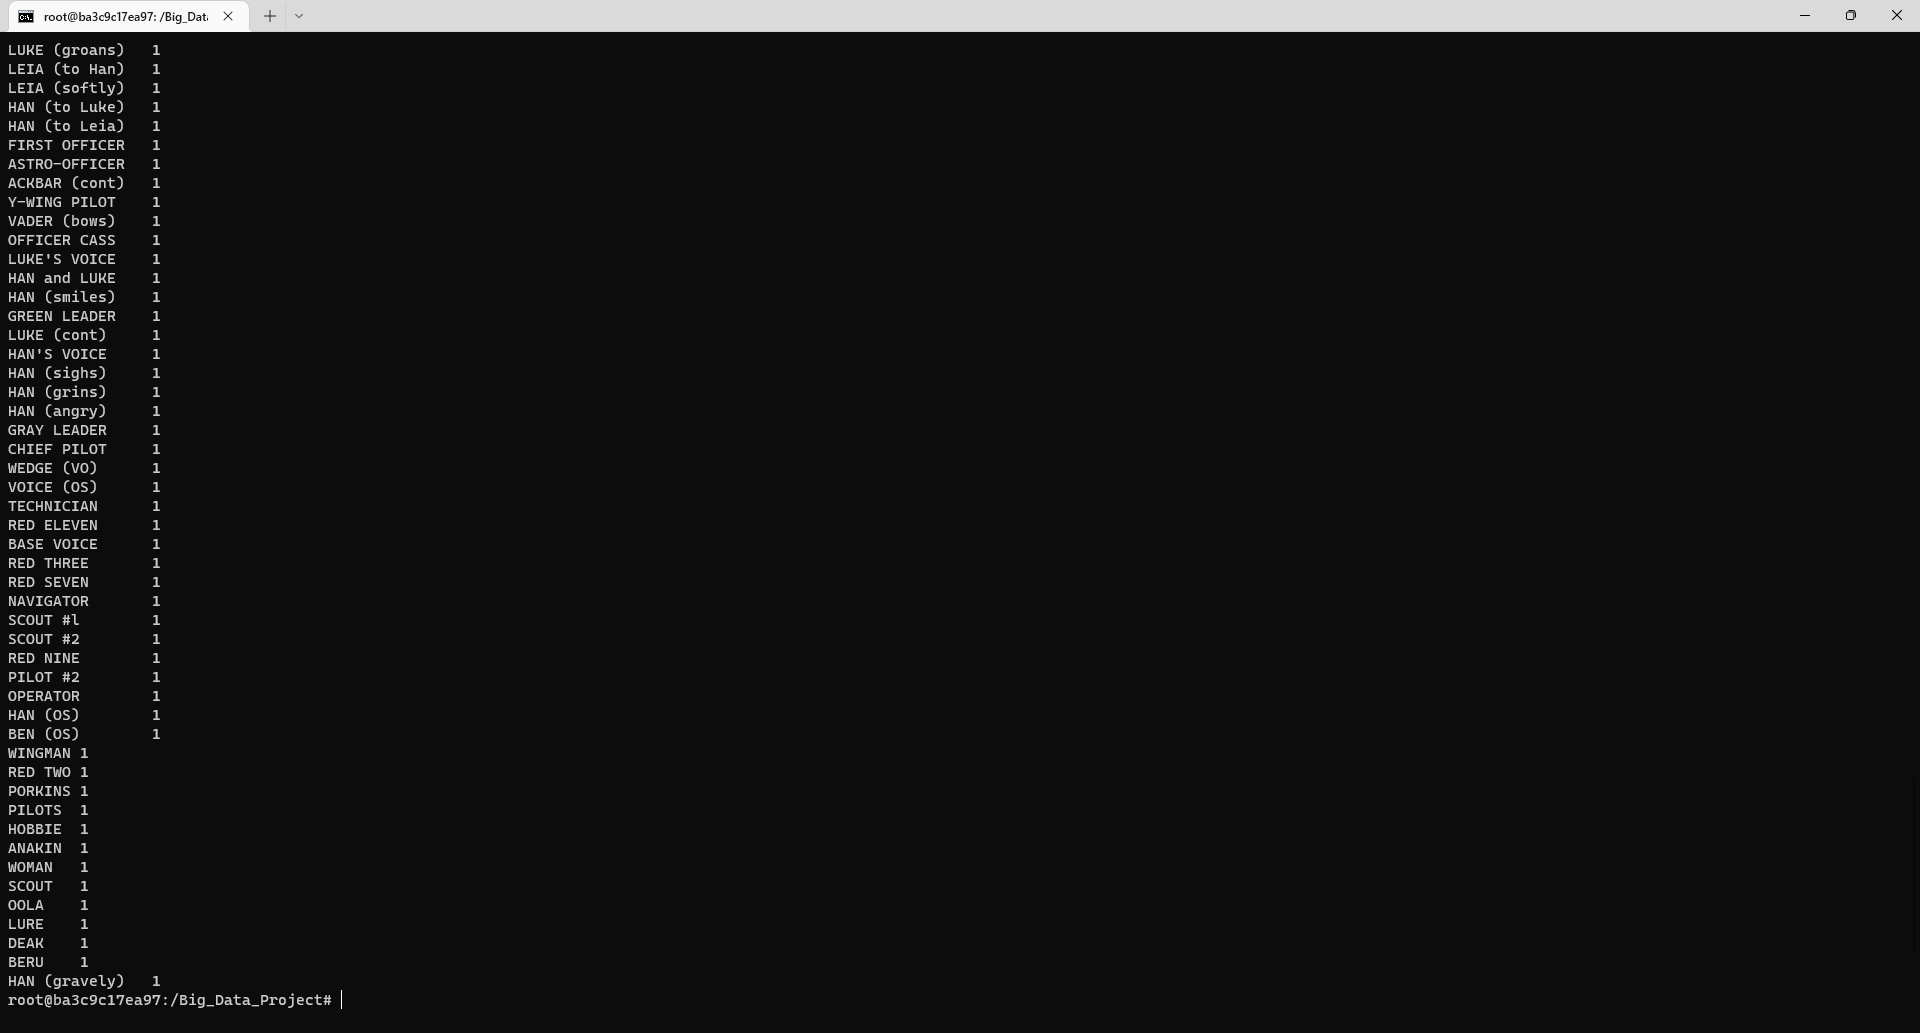 root@ba3c9c17ea97: /Big_Dat
LUKE (groans)   1
LEIA (to Han)   1
LEIA (softly)   1
HAN (to Luke)   1
HAN (to Leia)   1
FIRST OFFICER   1
ASTRO-OFFICER   1
ACKBAR (cont)   1
Y-WING PILOT    1
VADER (bows)    1
OFFICER CASS    1
LUKE'S VOICE    1
HAN and LUKE    1
HAN (smiles)    1
GREEN LEADER    1
LUKE (cont)     1
HAN'S VOICE     1
HAN (sighs)     1
HAN (grins)     1
HAN (angry)     1
GRAY LEADER     1
CHIEF PILOT     1
WEDGE (VO)      1
VOICE (OS)      1
TECHNICIAN      1
RED ELEVEN      1
BASE VOICE      1
RED THREE       1
RED SEVEN       1
NAVIGATOR       1
SCOUT #l        1
SCOUT #2        1
RED NINE        1
PILOT #2        1
OPERATOR        1
HAN (OS)        1
BEN (OS)        1
WINGMAN 1
RED TWO 1
PORKINS 1
PILOTS  1
HOBBIE  1
ANAKIN  1
WOMAN   1
SCOUT   1
OOLA    1
LURE    1
DEAK    1
BERU    1
HAN (gravely)   1
root@ba3c9c17ea97:/Big_Data_Project#